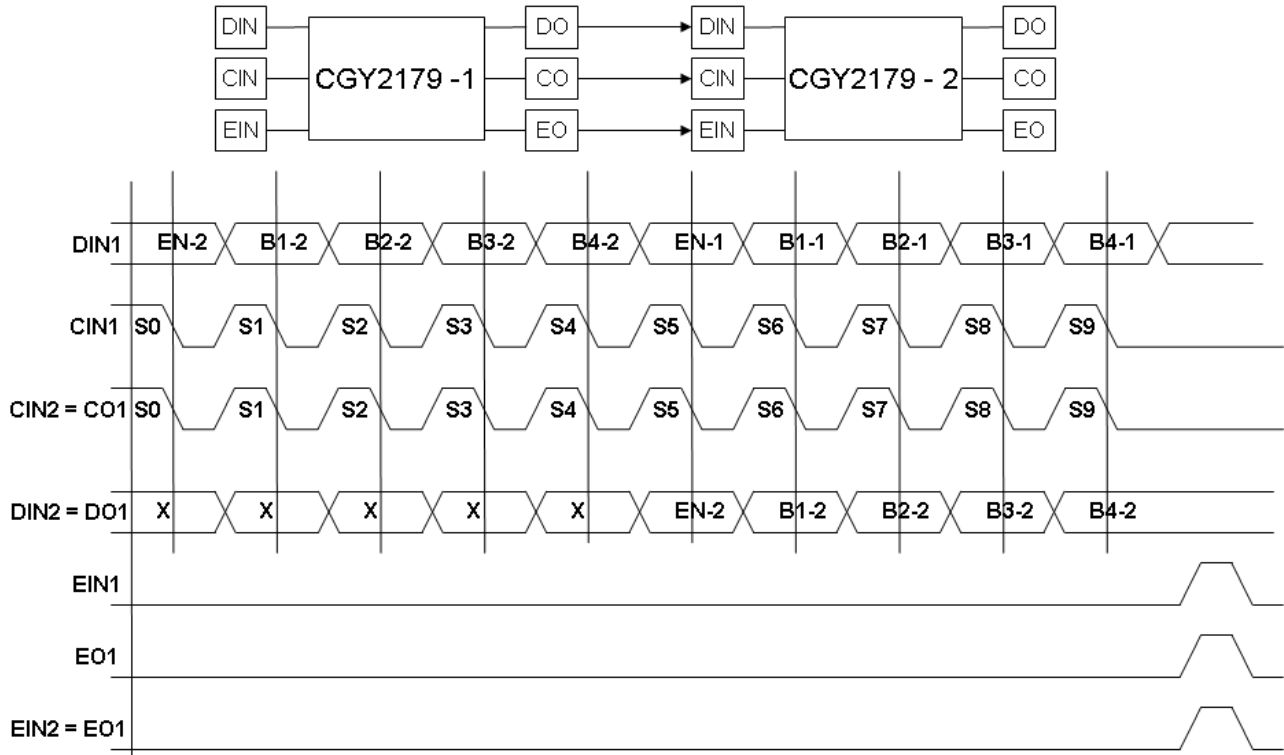 DIN DO DIN DO
CGY2179 -1 CGY2179 - 2
CIN CO CIN CO
EIN EO EIN EO
DIN1 EN-2 B1-2 B2-2 B3-2 B4-2 EN-1 B1-1 B2-1 B3-1 B4-1
CIN1 S0 S1 S2 S3 S4 S5 S6 S7 S8 S9
CIN2 = CO1 S0 S1 S2 S3 S4 S5 S6 S7 S8 S9
DIN2 = DO1 X X X X X EN-2 B1-2 B2-2 B3-2 B4-2
EIN1
EO1
EIN2 = EO1